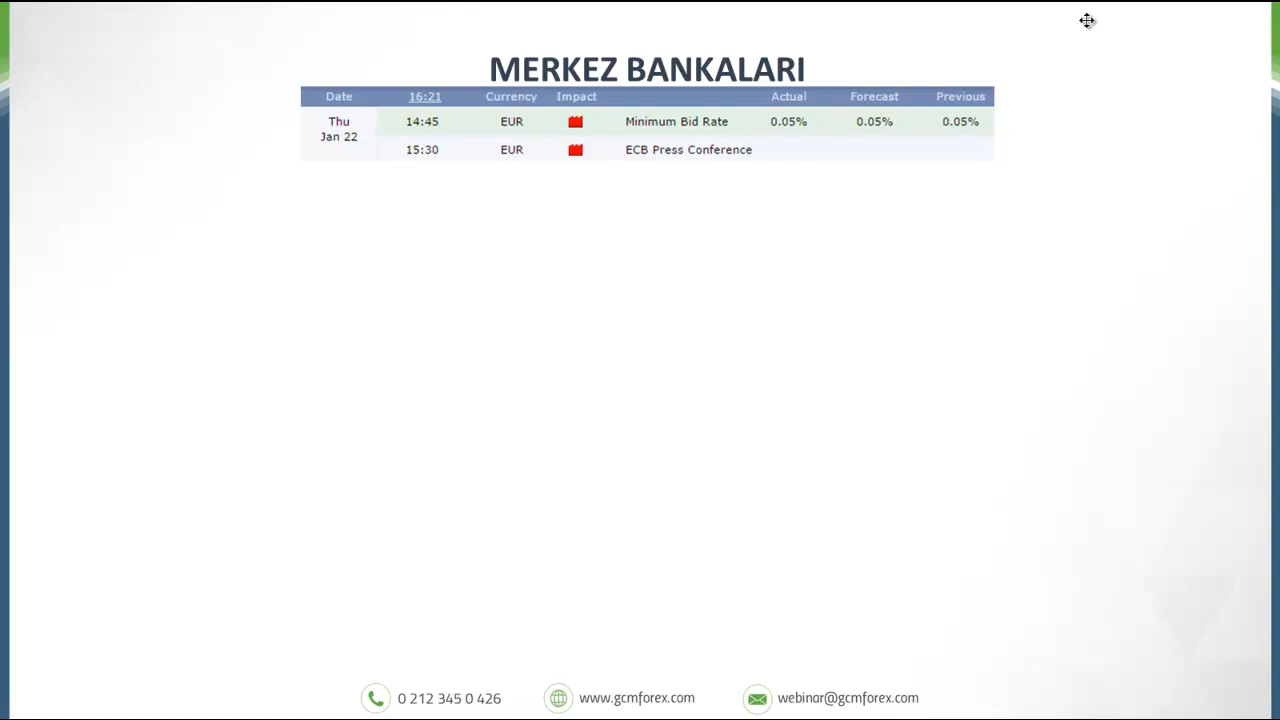 MERKEZ BANKALARI
Date 16:21 Currency Impact Actual Forecast Previous
Thu 14:45 EUR Minimum Bid Rate 0.05% 0.05% 0.05%
Jan 22
15:30 EUR ECB Press Conference
0 212 345 0 426 www.gcmforex.com webinar@gcmforex.com